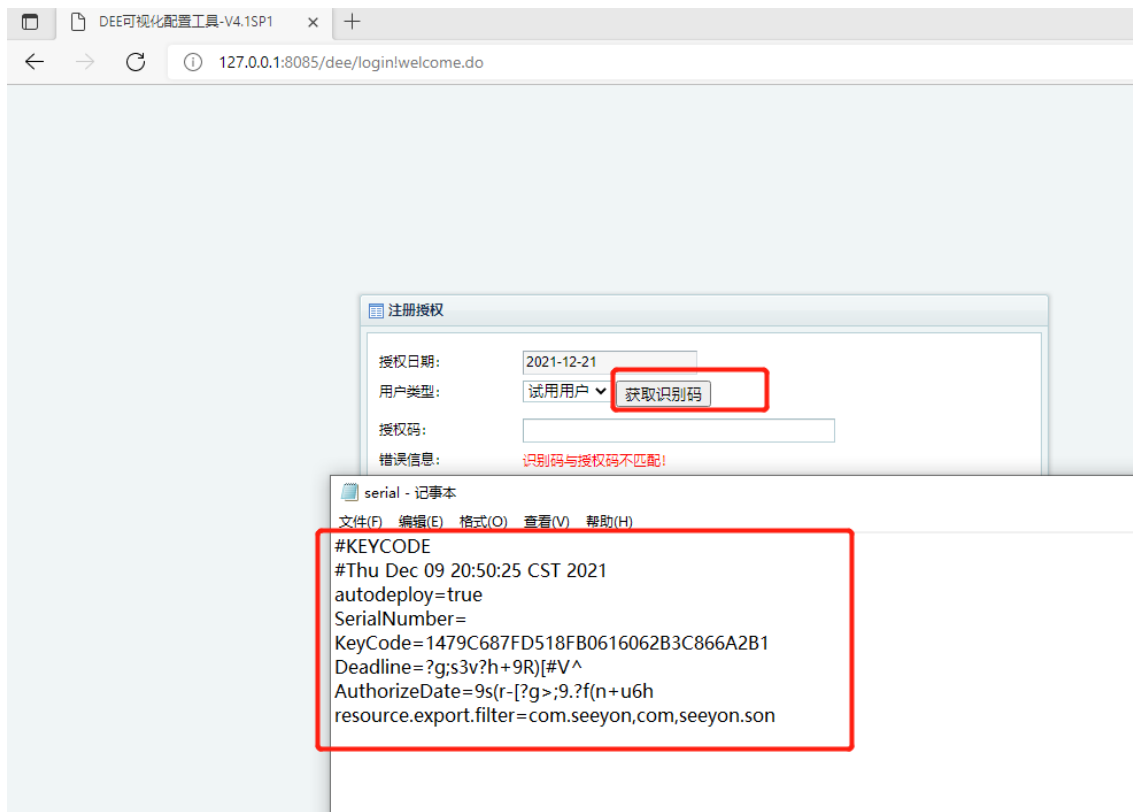 DEE可视化配置工具-V4.1SP1
127.0.0.1:8085/dee/login!welcome.do
注册授权
授权日期: 2021-12-21
用户类型: 试用用户 获取识别码
授权码:
错误信息: 识别码与授权码不匹配!
serial - 记事本
文件(F) 编辑(E) 格式(O) 查看(V) 帮助(H)
#KEYCODE
#Thu Dec 09 20:50:25 CST 2021
autodeploy=true
SerialNumber=
KeyCode=1479C687FD518FB0616062B3C866A2B1
Deadline=?g;s3v?h+9R)[#V^
AuthorizeDate=9s(r-[?g>;9.?f(n+u6h
resource.export.filter=com.seeyon,com,seeyon.son